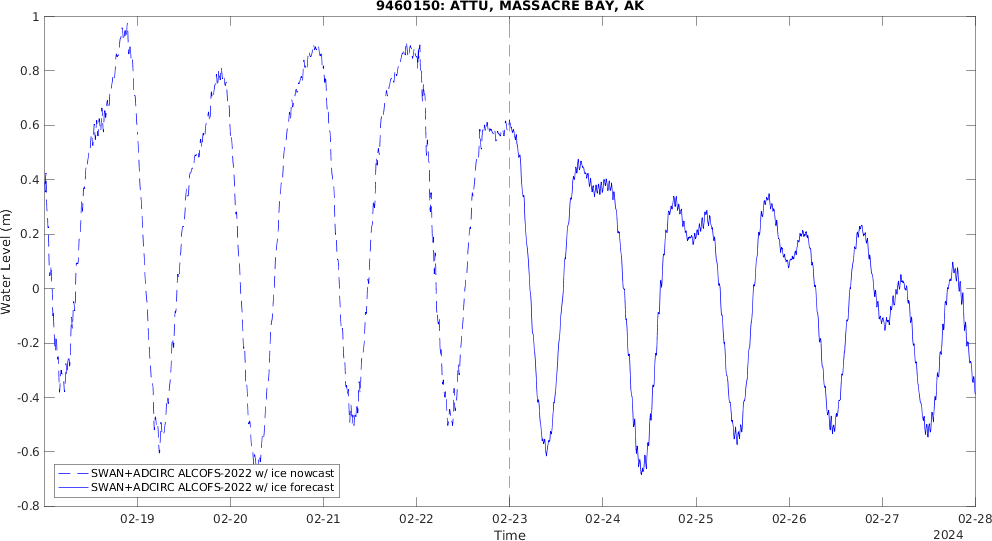 9460150: ATTU, MASSACRE BAY, AK
Water Level (m)
1
0.8
0.6
0.4
0.2
0
-0.2
-0.4
-0.6
-0.8
SWAN+ADCIRC ALCOFS-2022 w/ ice nowcast
SWAN+ADCIRC ALCOFS-2022 w/ ice forecast
02-19 02-20 02-21 02-22 02-23 02-24 02-25 02-26 02-27 02-28
Time
2024